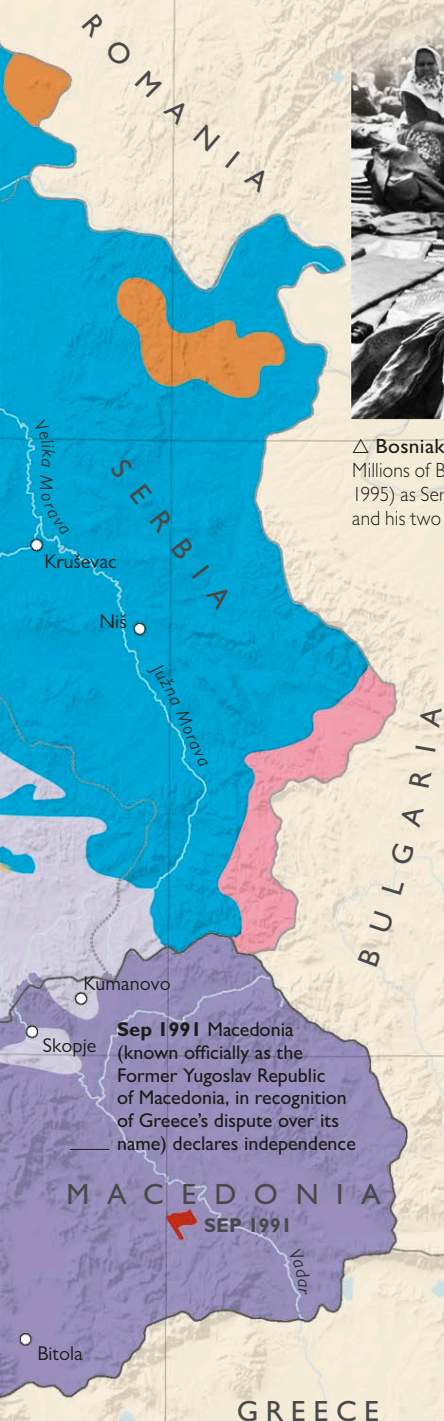 ROMANIA
△ Bosniak
Millions of B
1995) as Ser
and his two
Velika Morava
SERBIA
Kruševac
Niš
Južna Morava
BULGARIA
Kumanovo
Skopje
Sep 1991 Macedonia
(known officially as the
Former Yugoslav Republic
of Macedonia, in recognition
of Greece's dispute over its
name) declares independence
MACEDONIA
SEP 1991
Vadar
Bitola
GREECE